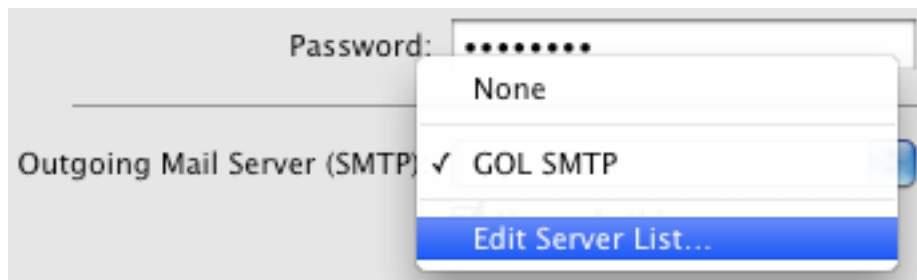 Password: ••••••••
None
Outgoing Mail Server (SMTP) ✓ GOL SMTP
Edit Server List...